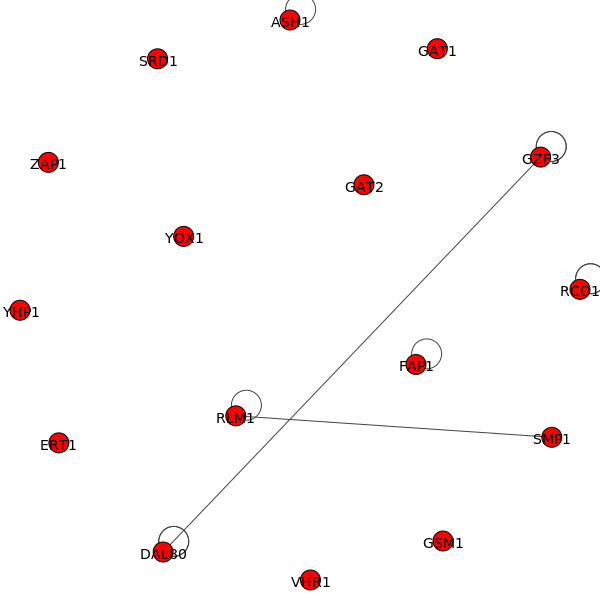 ASH1
GAT1
SRD1
GZF3
ZAP1
GAT2
YOX1
RCO1
YHP1
FAP1
RLM1
SMP1
ERT1
GSM1
DAL80
VHR1